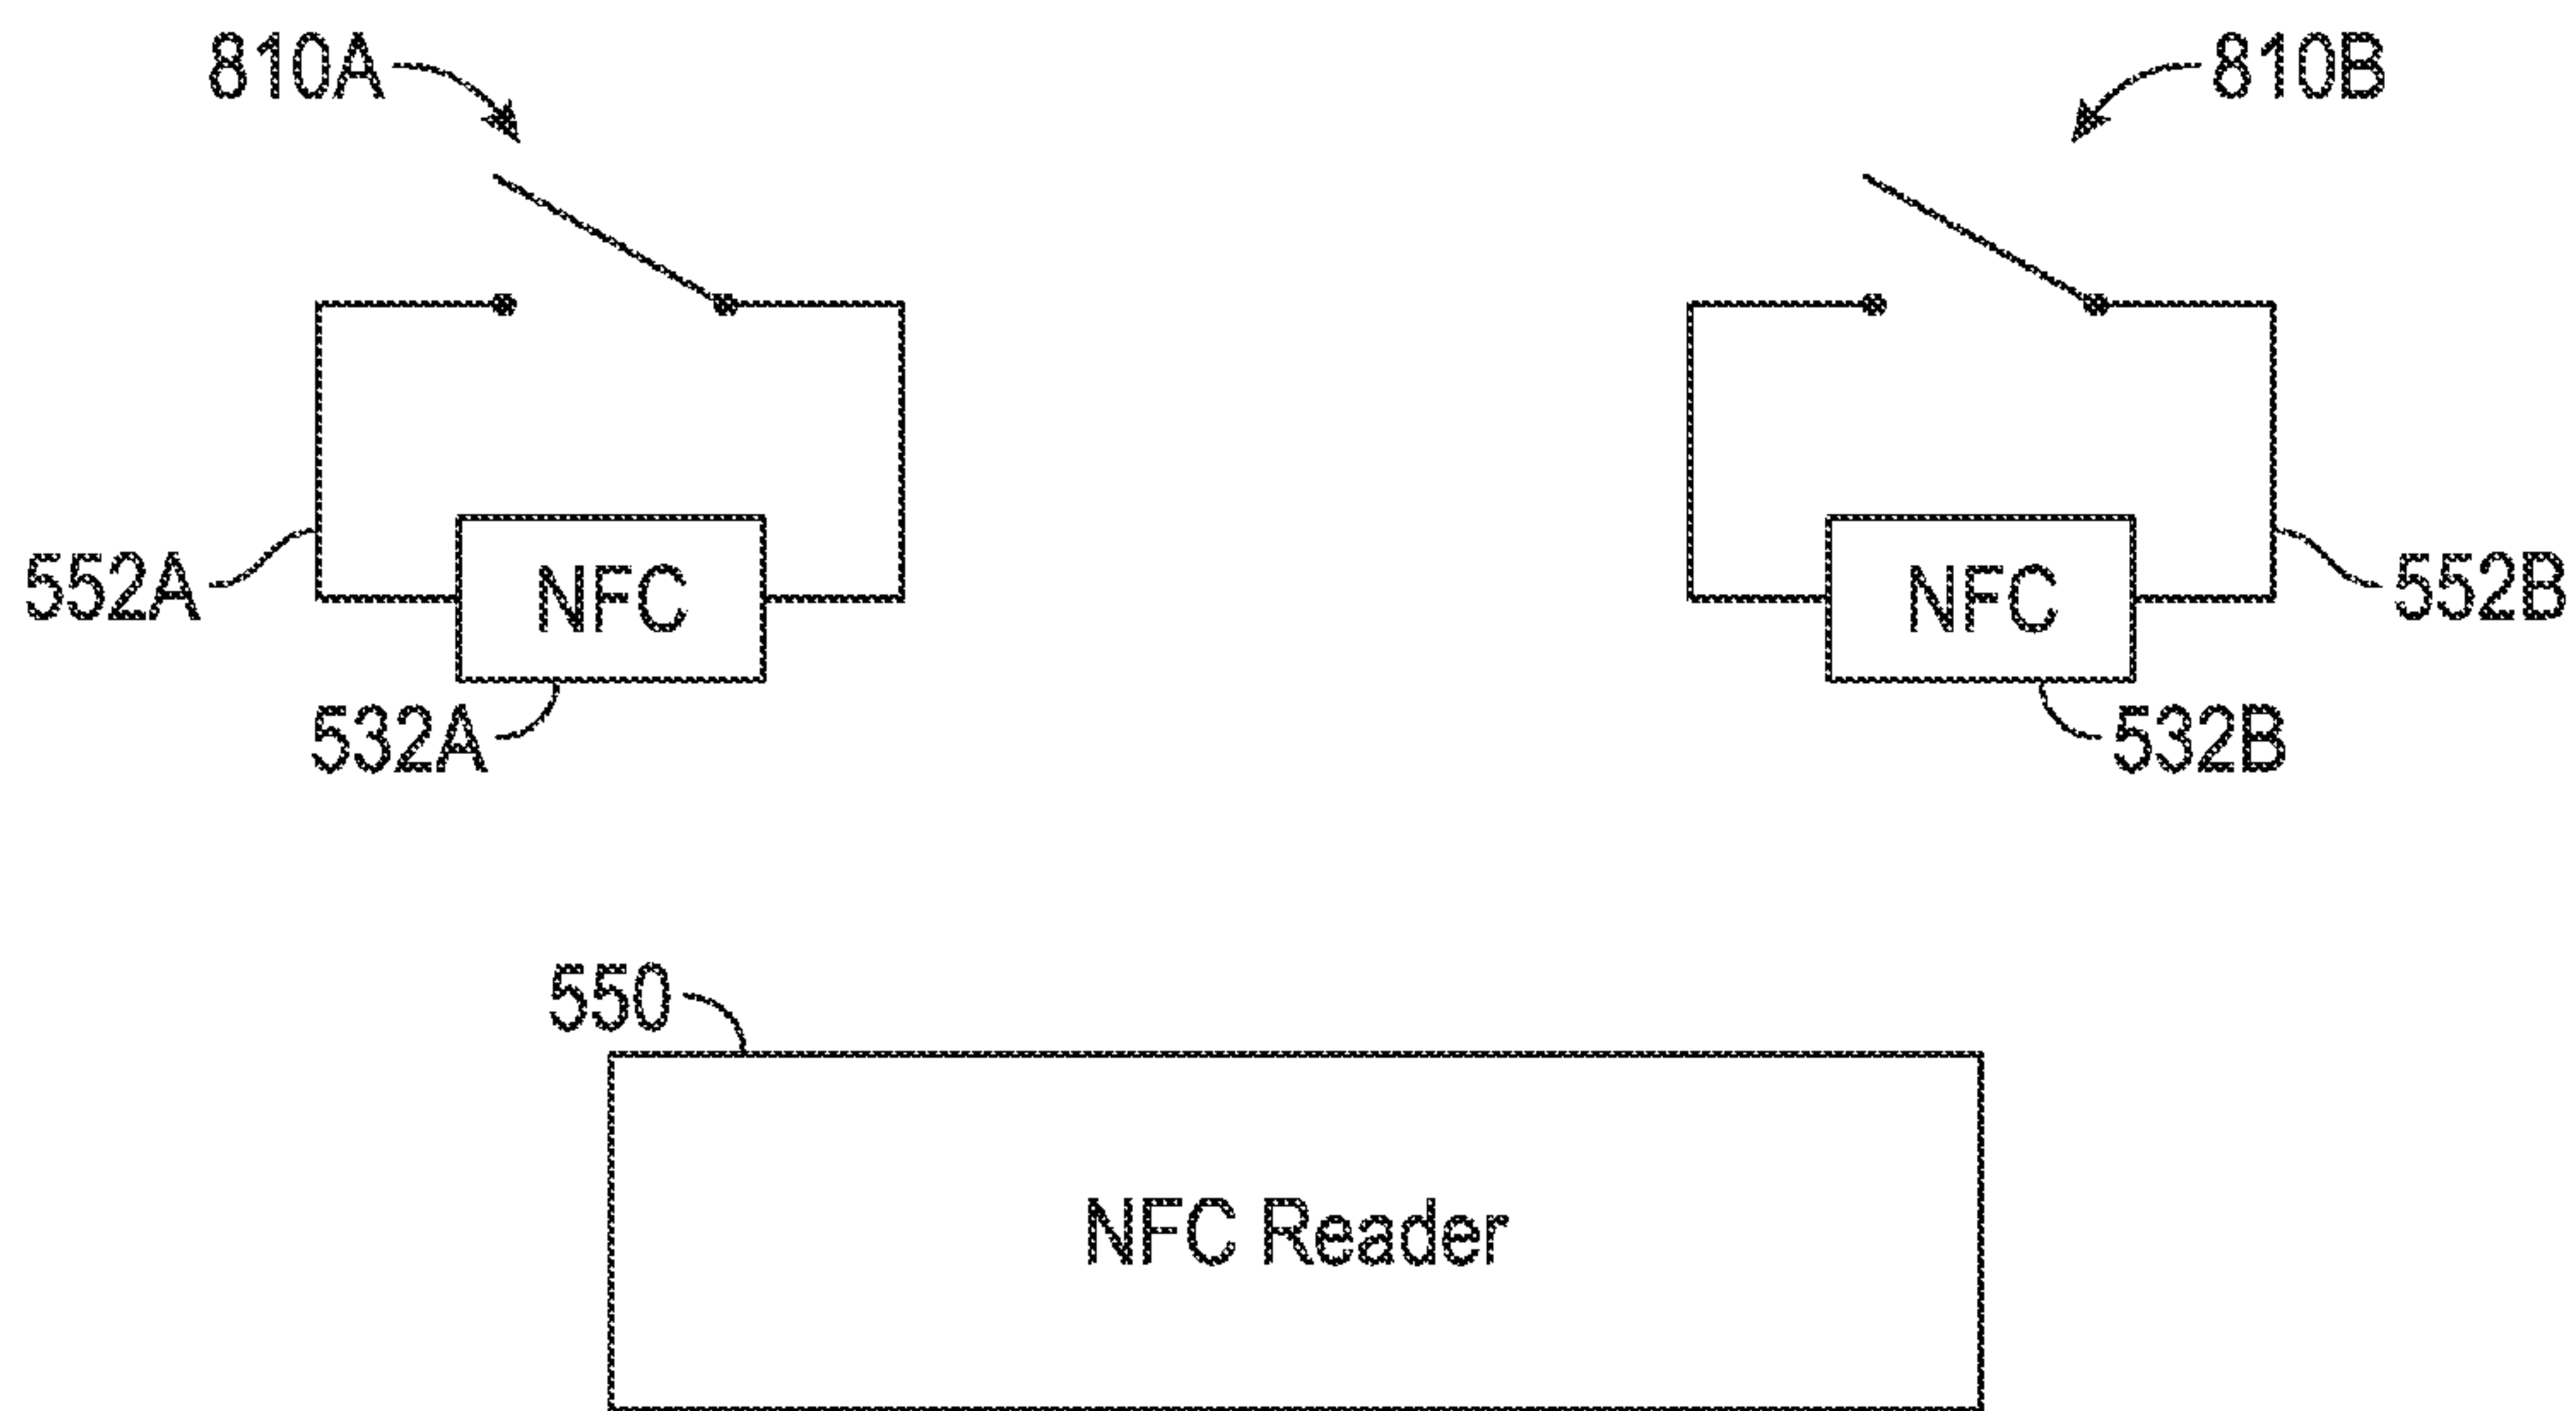 810A 810B
552A NFC NFC 552B
532A 532B
550
NFC Reader